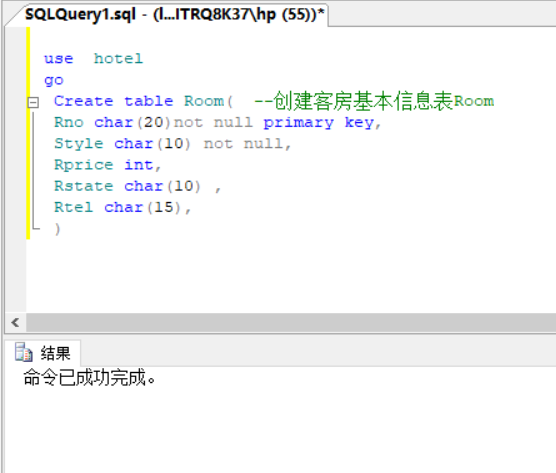 SQLQuery1.sql - (l...ITRQ8K37\hp (55))*
use  hotel
go
Create table Room(  --创建客房基本信息表Room
Rno char(20)not null primary key,
Style char(10) not null,
Rprice int,
Rstate char(10) ,
Rtel char(15),
)
结果
命令已成功完成。